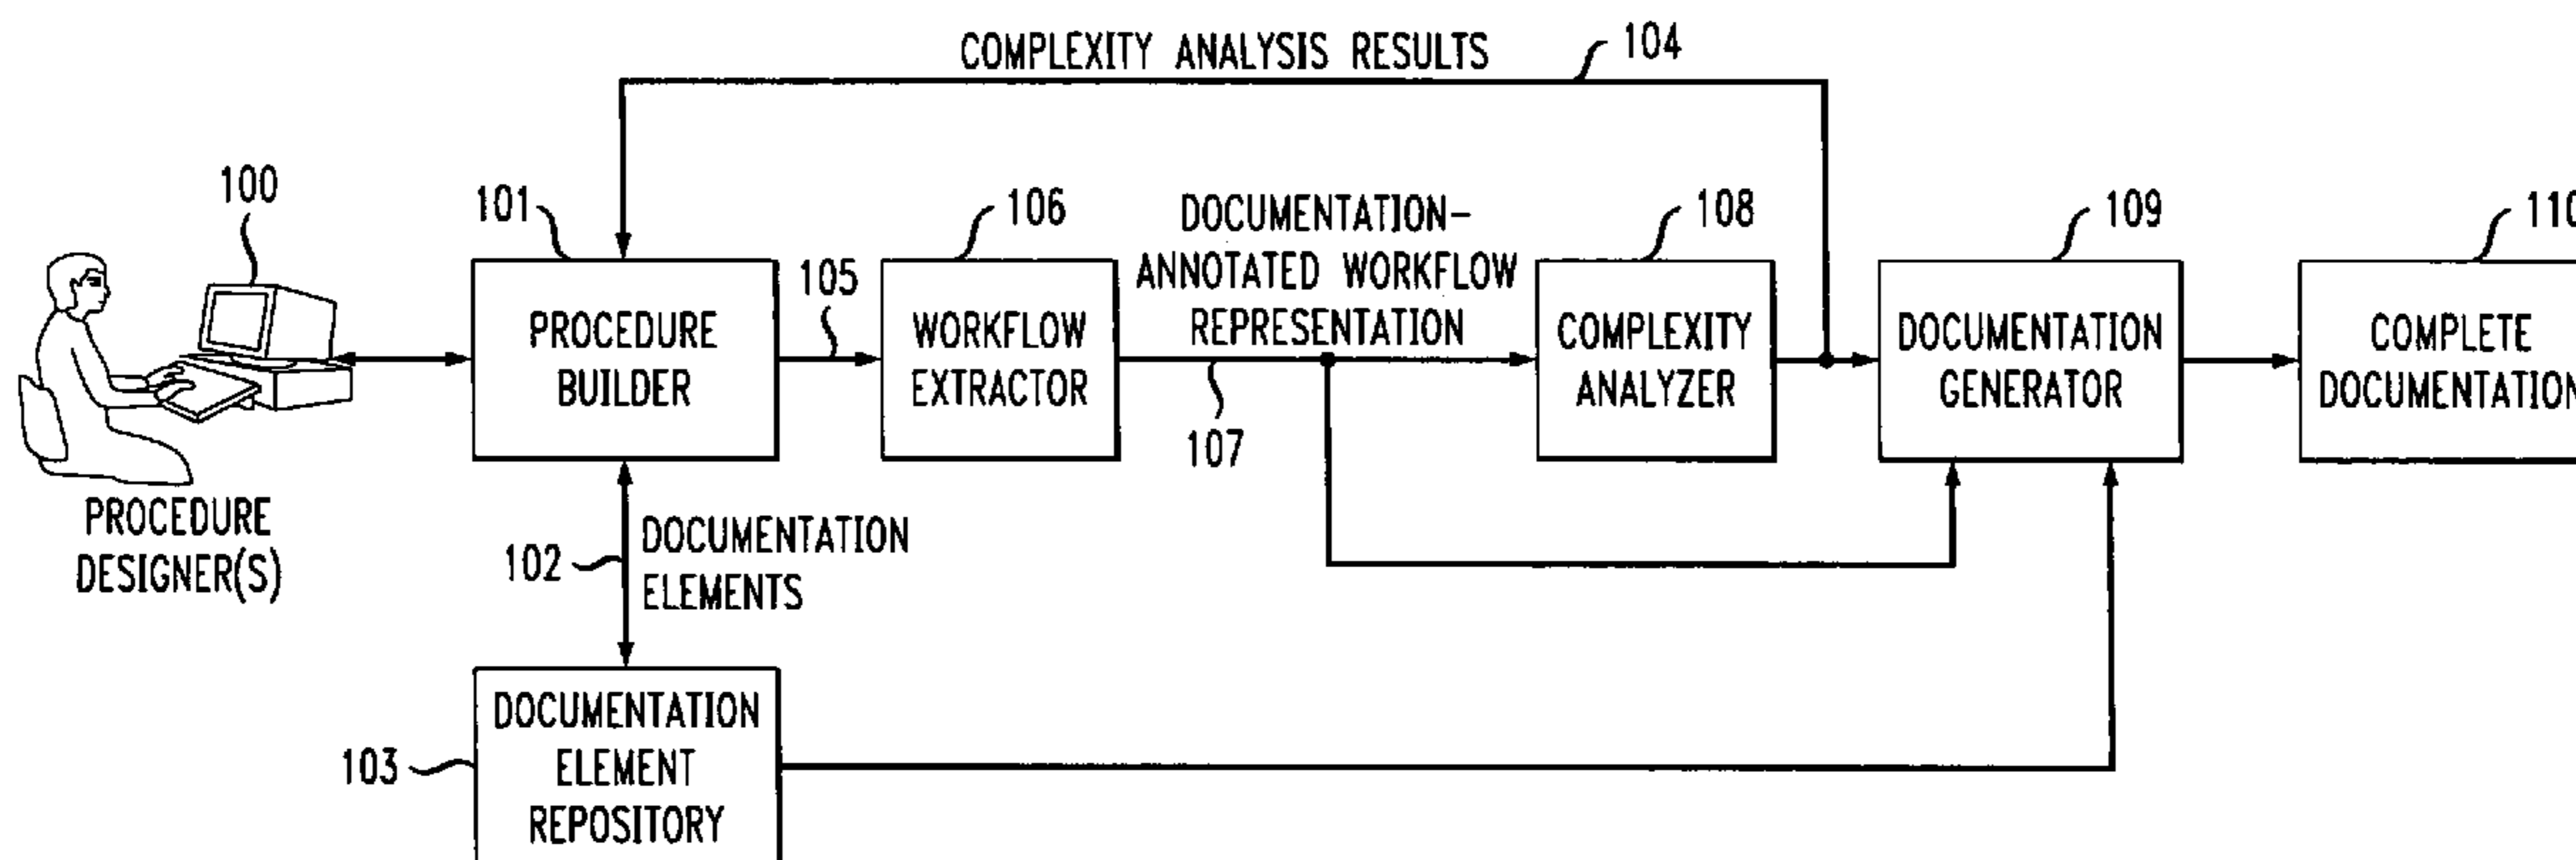 COMPLEXITY ANALYSIS RESULTS
104
100
101
106
DOCUMENTATION-
ANNOTATED WORKFLOW
REPRESENTATION
108
109
110
105
PROCEDURE
BUILDER
WORKFLOW
EXTRACTOR
COMPLEXITY
ANALYZER
DOCUMENTATION
GENERATOR
COMPLETE
DOCUMENTATION
107
PROCEDURE
DESIGNER(S)
102
DOCUMENTATION
ELEMENTS
103
DOCUMENTATION
ELEMENT
REPOSITORY